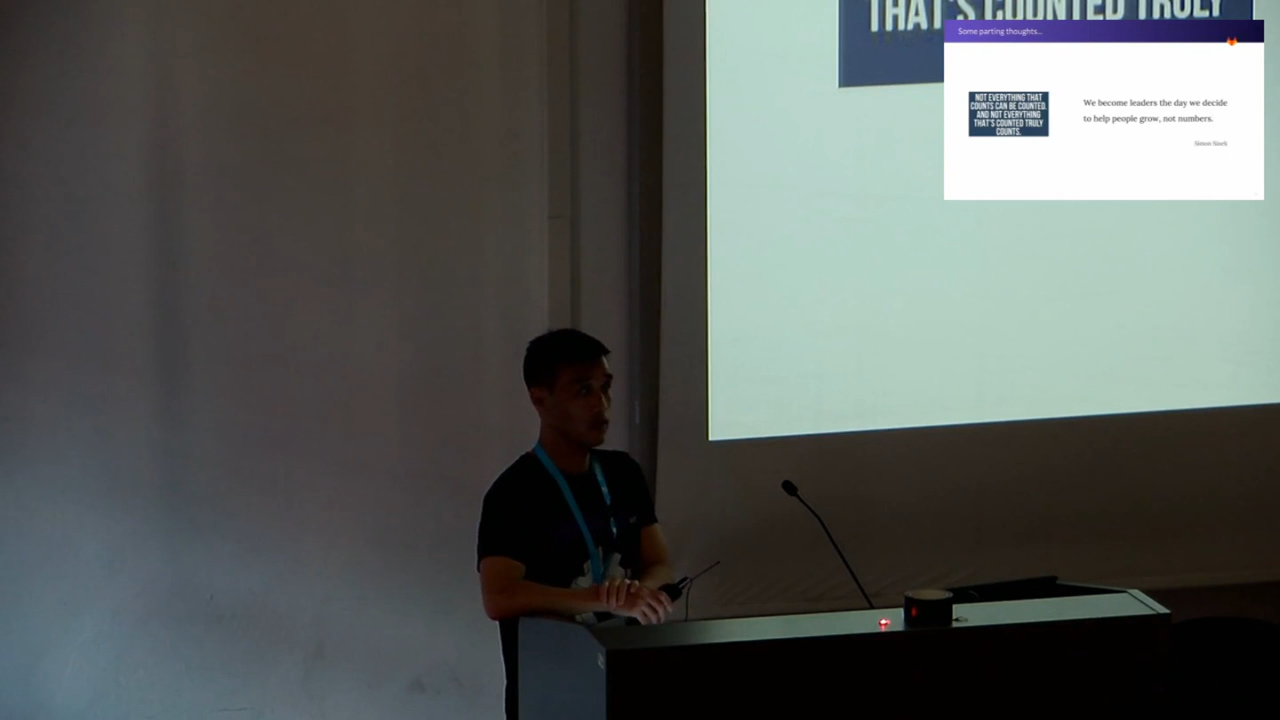 THAT'S COUNTED TRULY
Some parting thoughts...
NOT EVERYTHING THAT
COUNTS CAN BE COUNTED.
AND NOT EVERYTHING
THAT'S COUNTED TRULY
COUNTS.
We become leaders the day we decide
to help people grow, not numbers.
Simon Sinek